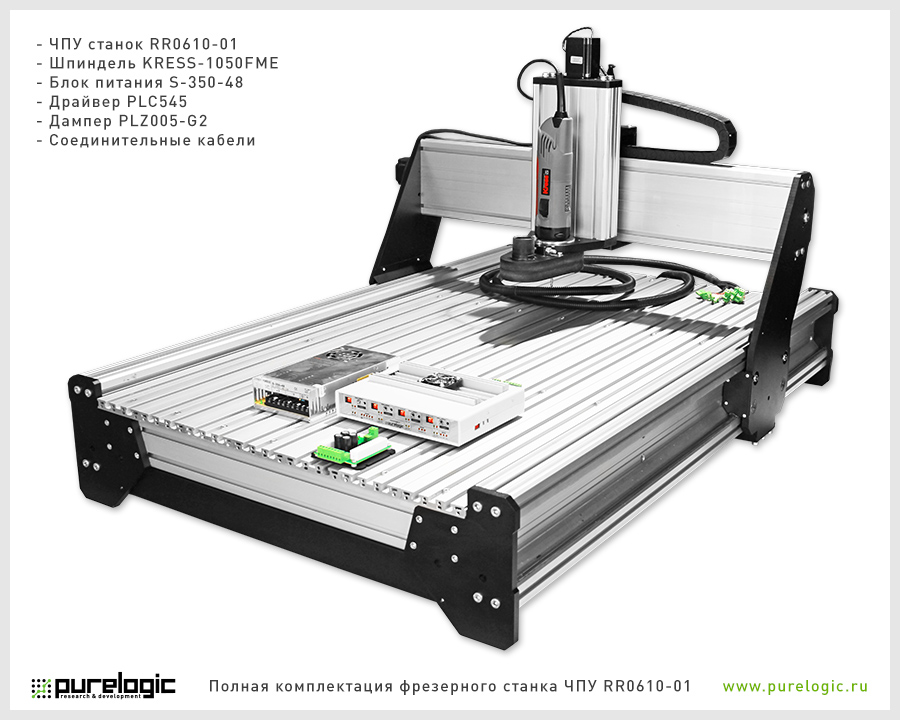 - ЧПУ станок RR0610-01
- Шпиндель KRESS-1050FME
- Блок питания S-350-48
- Драйвер PLC545
- Дампер PLZ005-G2
- Соединительные кабели
purelogic
research & development
Полная комплектация фрезерного станка ЧПУ RR0610-01
www.purelogic.ru